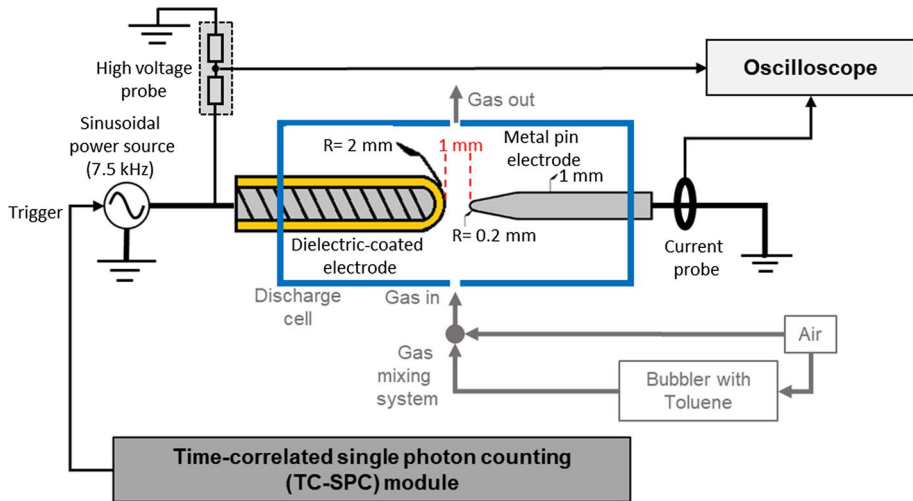 High voltage
probe
Oscilloscope
Gas out
Sinusoidal
power source
(7.5 kHz)
R= 2 mm
1 mm
Metal pin
electrode
1 mm
Trigger
R= 0.2 mm
Dielectric-coated
electrode
Current
probe
Discharge
cell
Gas in
Gas
mixing
system
Air
Bubbler with
Toluene
Time-correlated single photon counting
(TC-SPC) module